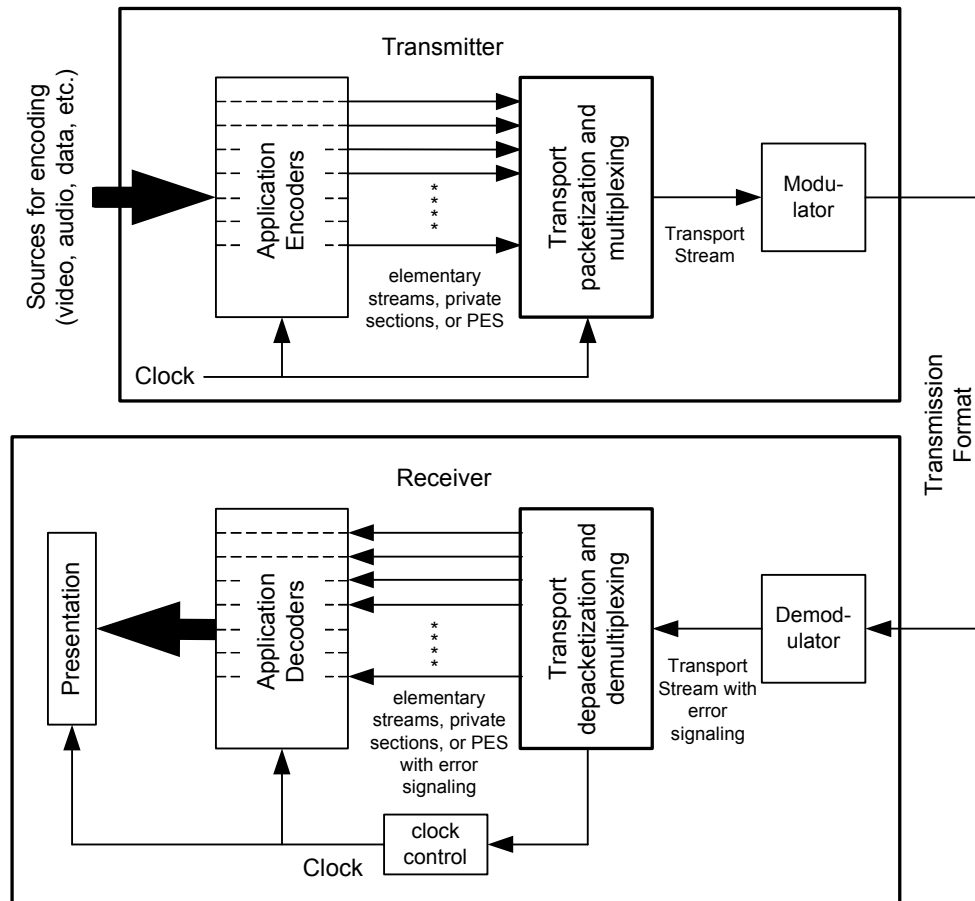 Transmitter
Sources for encoding
(video, audio, data, etc.)
Application
Encoders
* * * *
elementary
streams, private
sections, or PES
Transport
packetization and
multiplexing
Transport
Stream
Modu-
lator
Clock
Transmission
Format
Receiver
Presentation
Application
Decoders
* * * *
elementary
streams, private
sections, or PES
with error
signaling
Transport
depacketization and
demultiplexing
Transport
Stream with
error
signaling
Demod-
ulator
clock
control
Clock